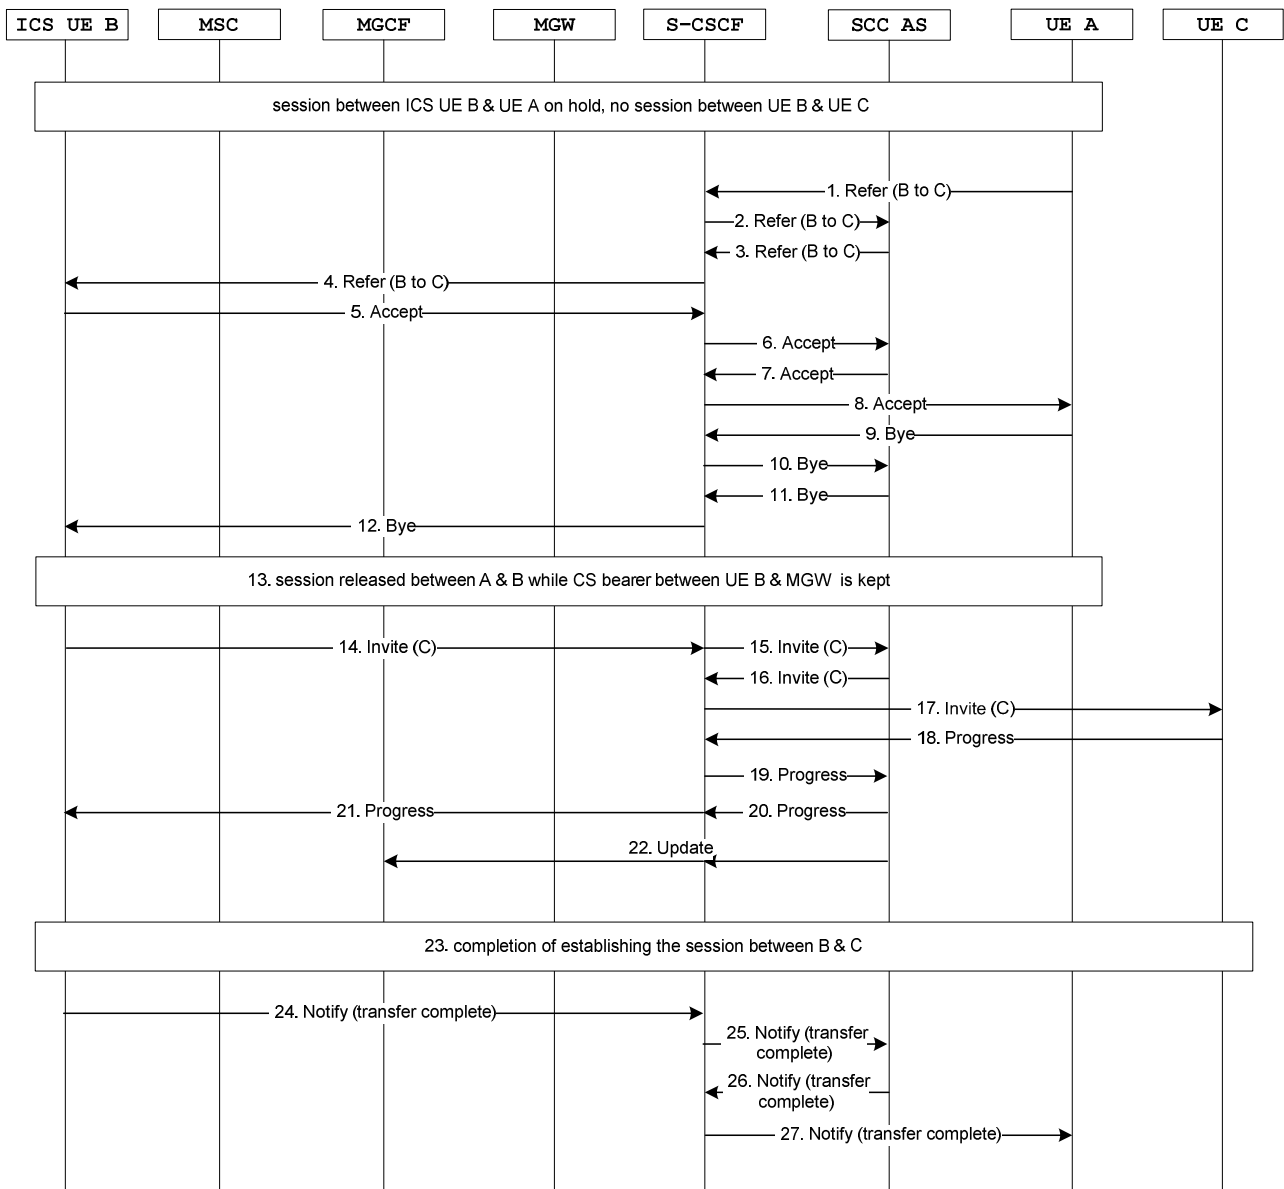 ICS UE B MSC MGCF MGW S-CSCF SCC AS UE A UE C
session between ICS UE B & UE A on hold, no session between UE B & UE C
1. Refer (B to C)
2. Refer (B to C)
3. Refer (B to C)
4. Refer (B to C)
5. Accept
6. Accept
7. Accept
8. Accept
9. Bye
10. Bye
11. Bye
12. Bye
13. session released between A & B while CS bearer between UE B & MGW is kept
14. Invite (C) 15. Invite (C)
16. Invite (C)
17. Invite (C)
18. Progress
19. Progress
21. Progress 20. Progress
22. Update
23. completion of establishing the session between B & C
24. Notify (transfer complete)
25. Notify (transfer
complete)
26. Notify (transfer
complete)
27. Notify (transfer complete)